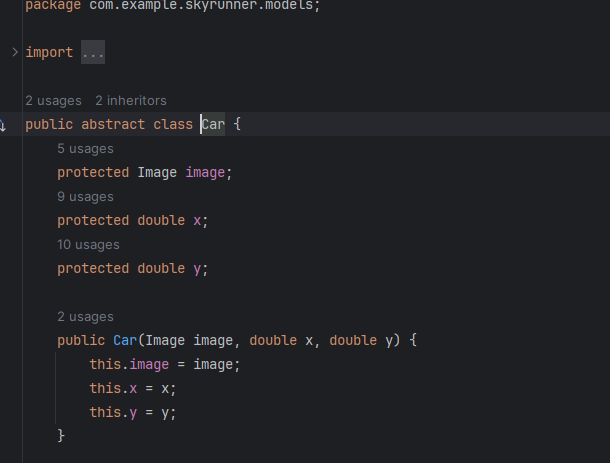 package com.example.skyrunner.models;
import ...
2 usages 2 inheritors
public abstract class Car {
5 usages
protected Image image;
9 usages
protected double x;
10 usages
protected double y;
2 usages
public Car(Image image, double x, double y) {
this.image = image;
this.x = x;
this.y = y;
}